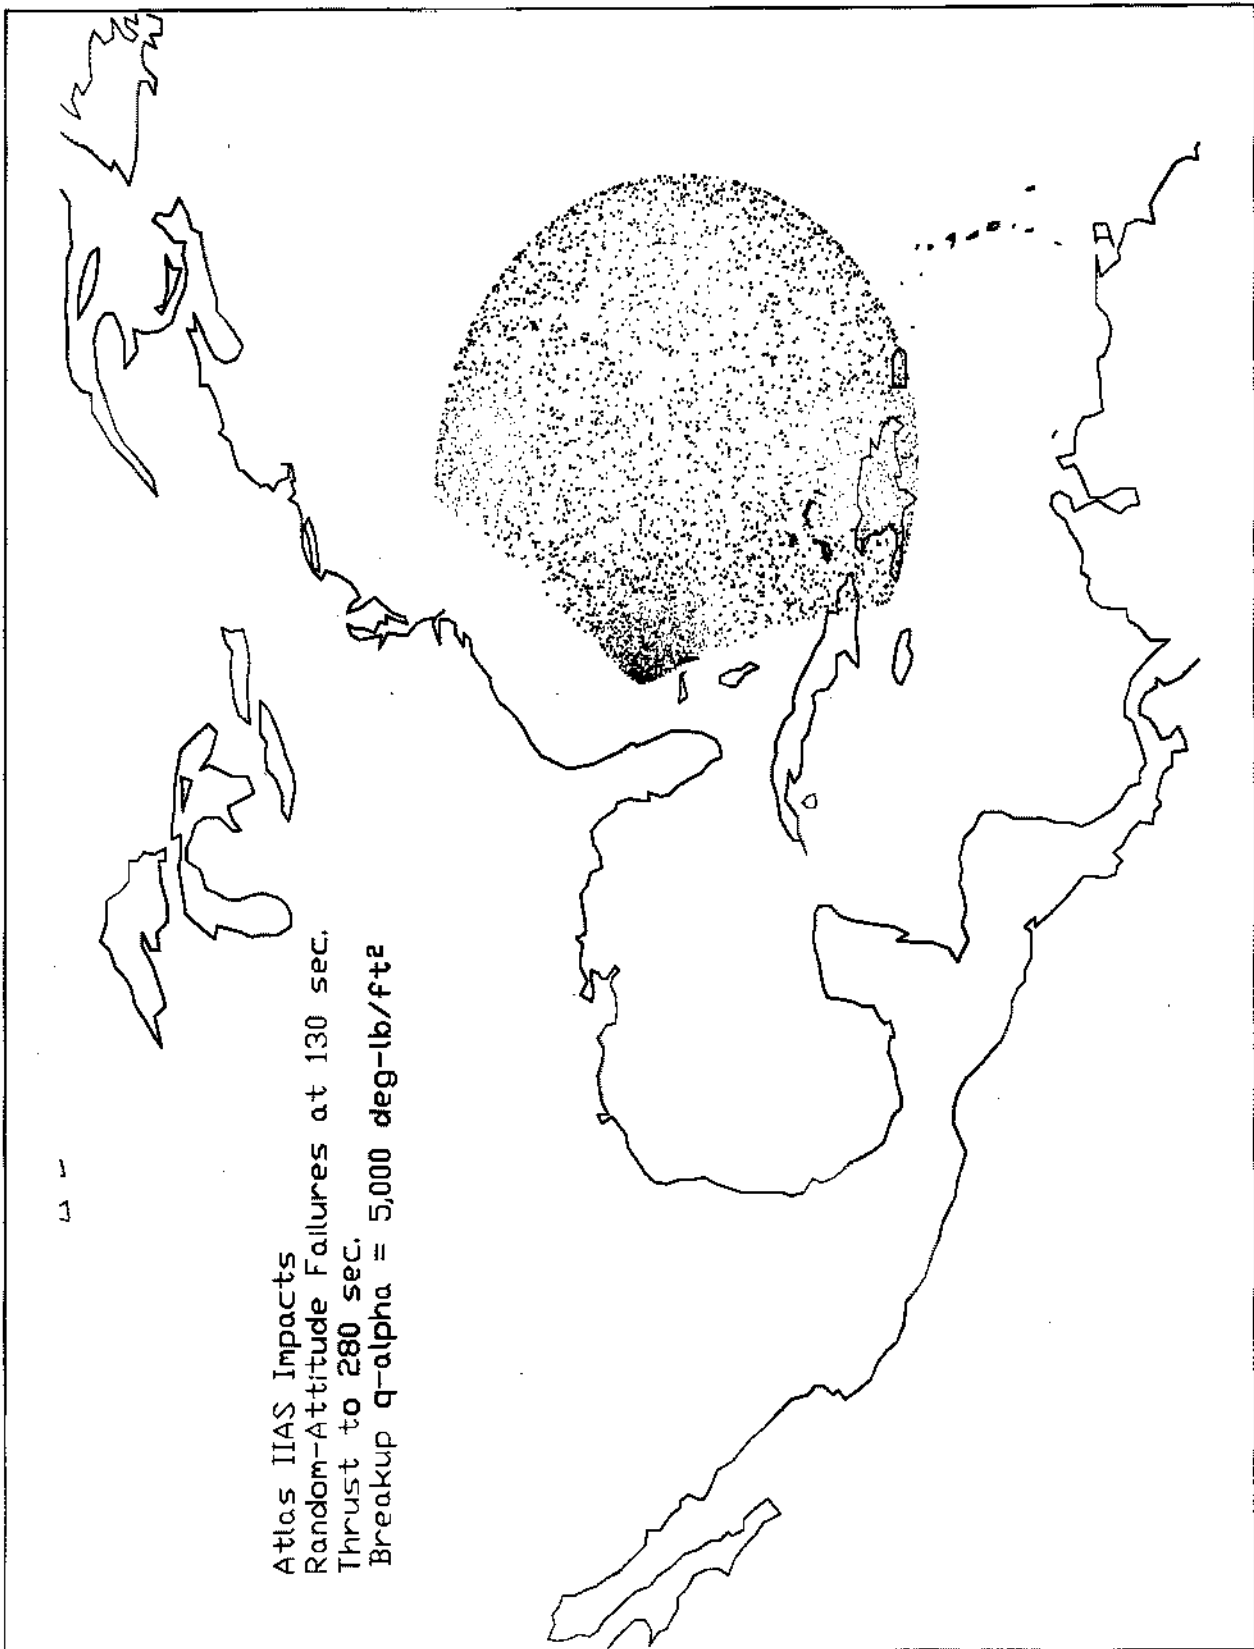 Atlas IIAS Impacts
Random-Attitude Failures at 130 sec.
Thrust to 280 sec.
Breakup q-alpha = 5,000 deg-lb/ft²